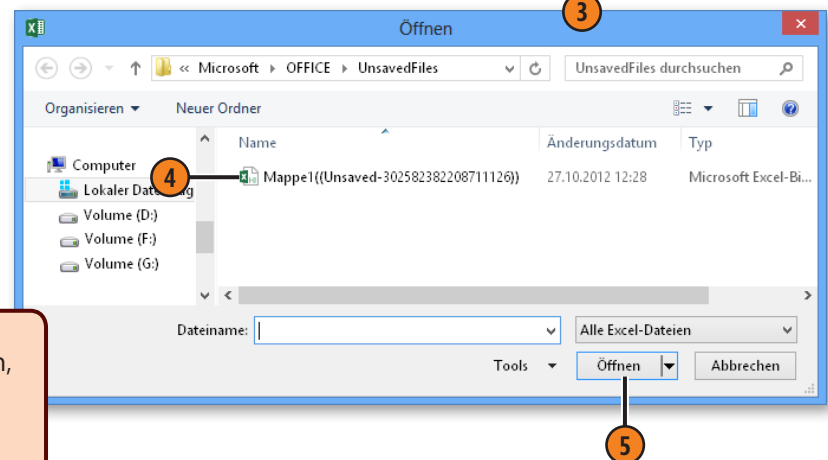 3
Öffnen
« Microsoft OFFICE UnsavedFiles
UnsavedFiles durchsuchen
Organisieren
Neuer Ordner
Name
Änderungsdatum
Typ
Computer
4
Lokaler
Mappe1((Unsaved-302582382208711126))
27.10.2012 12:28
Microsoft Excel-Bi...
Volume (D:)
Volume (F:)
Volume (G:)
Dateiname:
Alle Excel-Dateien
Tools
Öffnen
Abbrechen
5